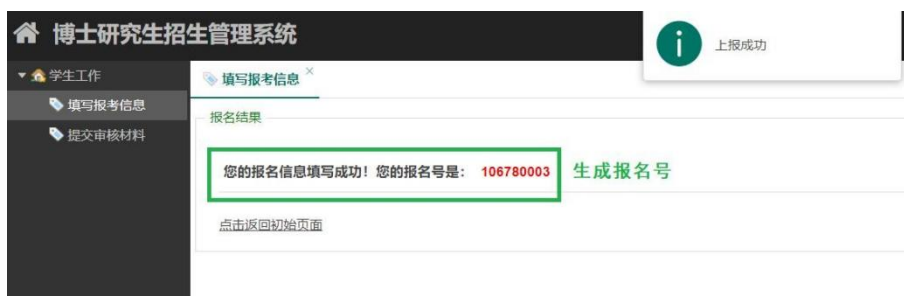 博士研究生招生管理系统
上报成功
学生工作
填写报考信息
提交审核材料
填写报考信息
报名结果
您的报名信息填写成功！您的报名号是： 106780003
生成报名号
点击返回初始页面